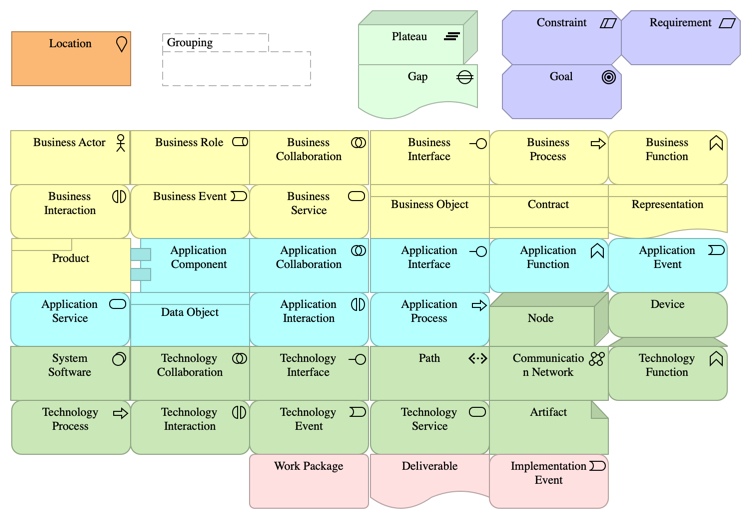 Location
Grouping
Plateau
Constraint
Requirement
Gap
Goal
Business Actor
Business Role
Business
Collaboration
Business
Interface
Business
Process
Business
Function
Business
Interaction
Business Event
Business
Service
Business Object
Contract
Representation
Product
Application
Component
Application
Collaboration
Application
Interface
Application
Function
Application
Event
Application
Service
Data Object
Application
Interaction
Application
Process
Node
Device
System
Software
Technology
Collaboration
Technology
Interface
Path
Communicatio
n Network
Technology
Function
Technology
Process
Technology
Interaction
Technology
Event
Technology
Service
Artifact
Work Package
Deliverable
Implementation
Event